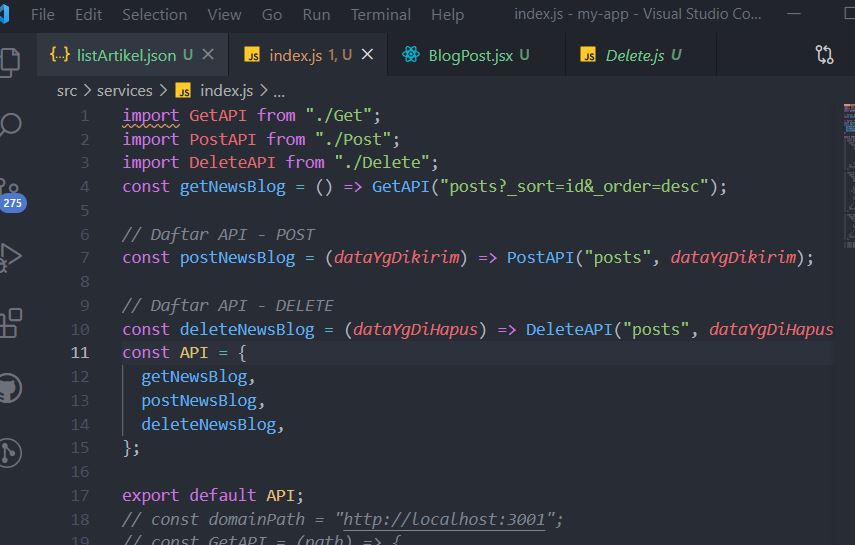 File Edit Selection View Go Run Terminal Help index.js - my-app - Visual Studio Co...
listArtikel.json U index.js 1, U BlogPost.jsx U Delete.js U
src > services > JS index.js > ...
1 import GetAPI from "./Get";
2 import PostAPI from "./Post";
3 import DeleteAPI from "./Delete";
4 const getNewsBlog = () => GetAPI("posts?_sort=id&_order=desc");
5
6 // Daftar API - POST
7 const postNewsBlog = (dataYgDikirim) => PostAPI("posts", dataYgDikirim);
8
9 // Daftar API - DELETE
10 const deleteNewsBlog = (dataYgDiHapus) => DeleteAPI("posts", dataYgDiHapus
11 const API = {
12 getNewsBlog,
13 postNewsBlog,
14 deleteNewsBlog,
15 };
16
17 export default API;
18 // const domainPath = "http://localhost:3001";
19 // const GetAPI = (path) => {
275